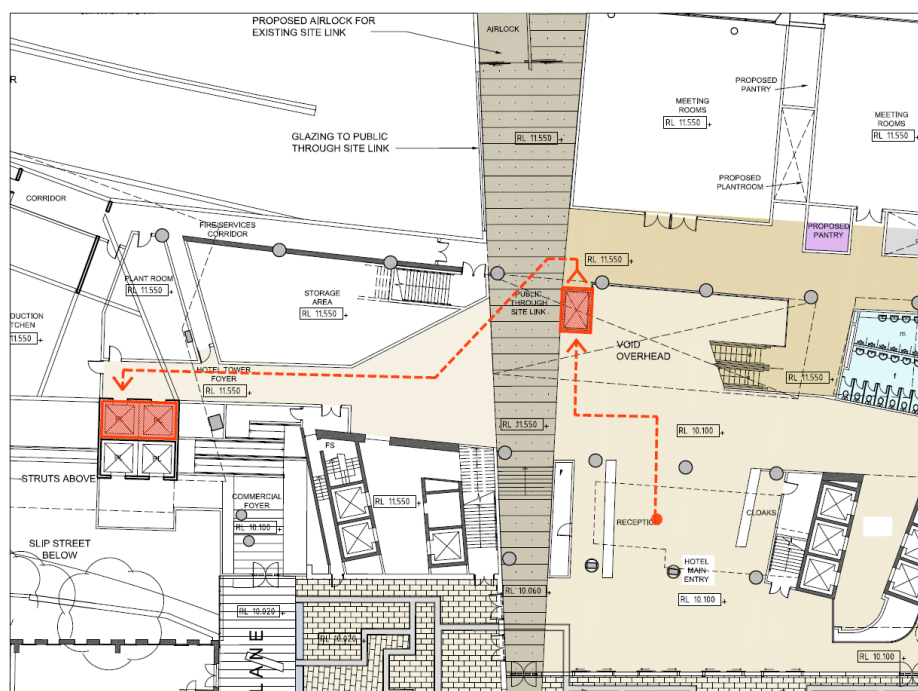 PROPOSED AIRLOCK FOR
EXISTING SITE LINK
AIRLOCK
PROPOSED
PANTRY
MEETING
ROOMS
RL 11.550
MEETING
ROOMS
RL 11.550
R
GLAZING TO PUBLIC
THROUGH SITE LINK
RL 11.550
PROPOSED
PLANTROOM
CORRIDOR
FIRE/SERVICES
CORRIDOR
PROPOSED
PANTRY
RL 11.550
PLANT ROOM
RL 11.550
STORAGE
AREA
RL 11.550
PUBLIC
THROUGH
SITE LINK
DUCTION
TCHEN
11.550
VOID
OVERHEAD
m
f
HOTEL TOWER
FOYER
RL 11.550
RL 11.550
RL 10.100
FS
STRUTS ABOVE
COMMERCIAL
FOYER
RL 10.100
RL 11.550
RECEPTION
CLOAKS
SLIP STREET
BELOW
HOTEL
MAIN
ENTRY
RL 10.060
RL 10.100
RL 10.020
RL 10.020
LANE
RL 10.100